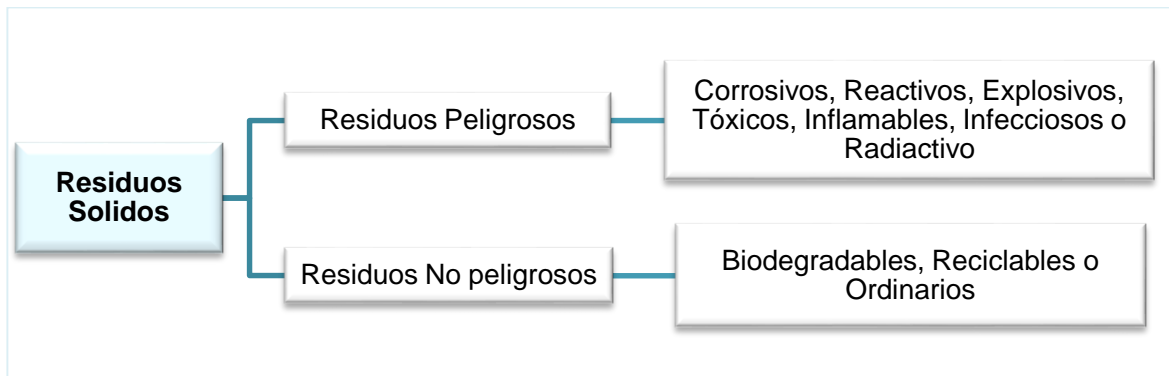 Residuos
Solidos
Residuos Peligrosos
Corrosivos, Reactivos, Explosivos,
Tóxicos, Inflamables, Infecciosos o
Radiactivo
Residuos No peligrosos
Biodegradables, Reciclables o
Ordinarios